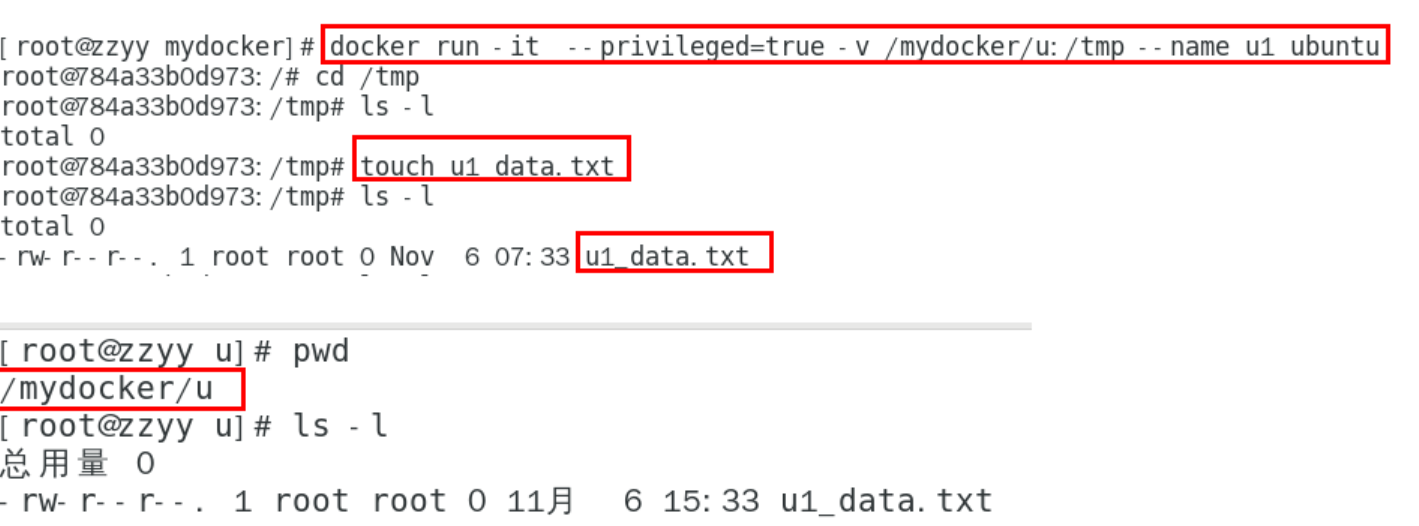 [root@zzyy mydocker]# docker run -it --privileged=true -v /mydocker/u:/tmp --name u1 ubuntu
root@784a33b0d973:/# cd /tmp
root@784a33b0d973:/tmp# ls -l
total 0
root@784a33b0d973:/tmp# touch u1_data.txt
root@784a33b0d973:/tmp# ls -l
total 0
-rw-r--r--. 1 root root 0 Nov  6 07:33 u1_data.txt
[root@zzyy u]# pwd
/mydocker/u
[root@zzyy u]# ls -l
总用量 0
-rw-r--r--. 1 root root 0 11月  6 15:33 u1_data.txt